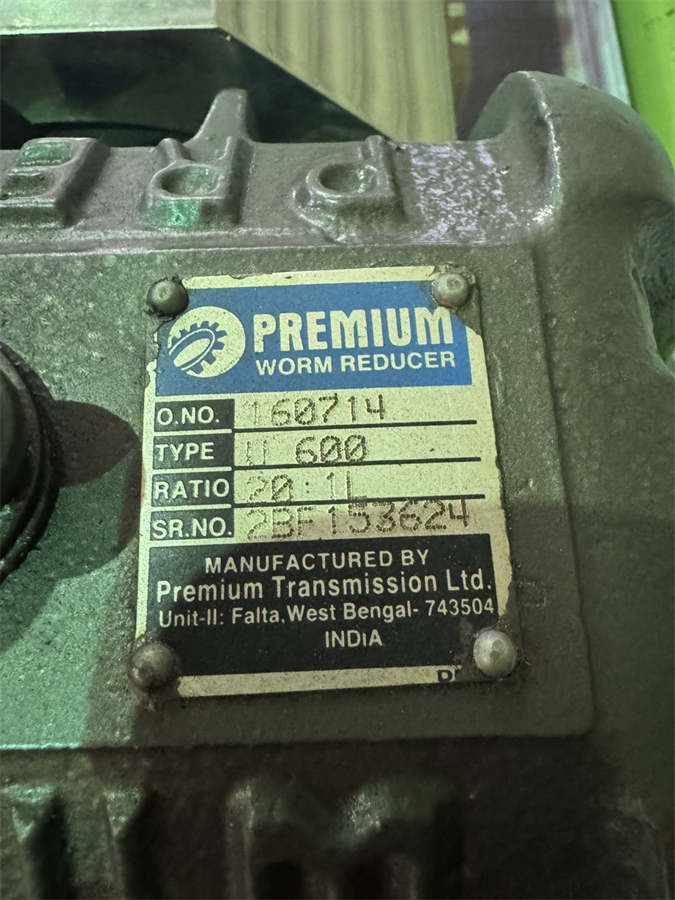 PREMIUM
WORM REDUCER
O.NO. 160714
TYPE U 600
RATIO 20:1L
SR.NO. 2BF153624
MANUFACTURED BY
Premium Transmission Ltd.
Unit-II: Falta, West Bengal- 743504
INDIA